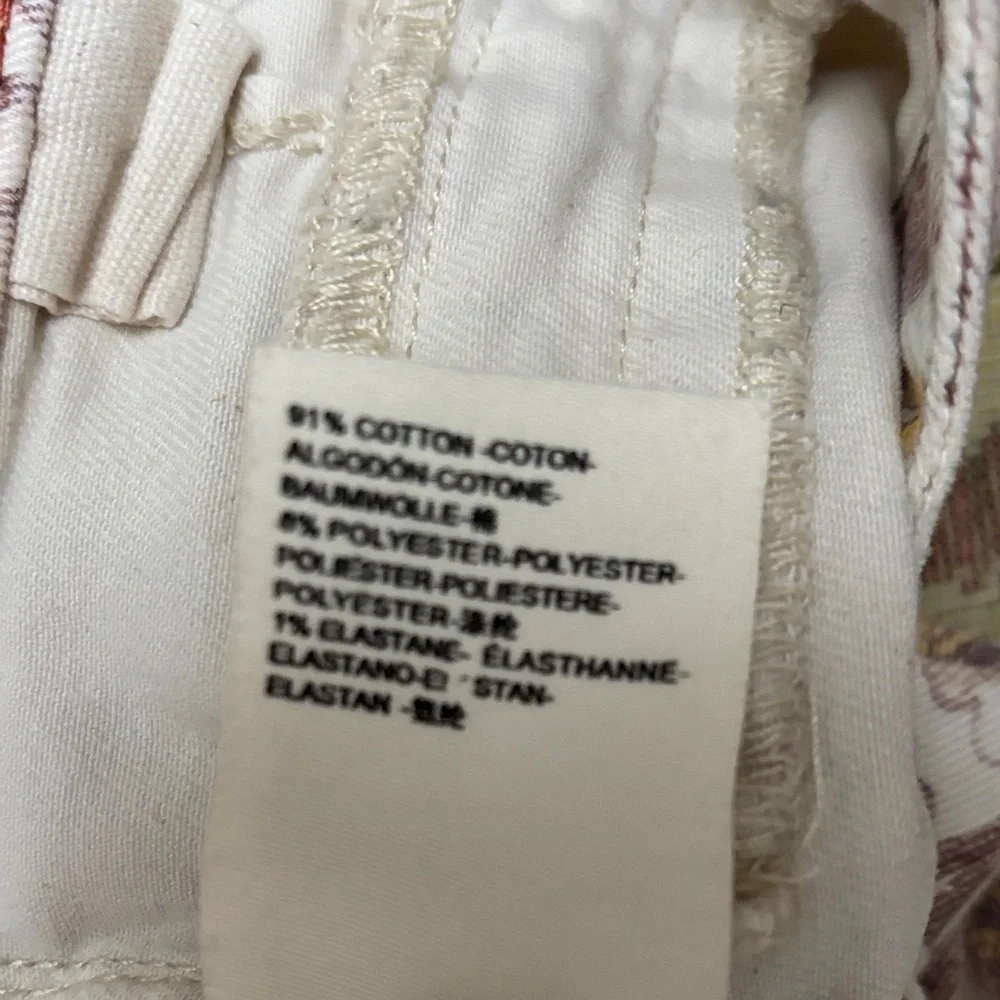 91% COTTON -COTON-
ALGODÓN-COTONE-
BAUMWOLLE-棉
8% POLYESTER-POLYESTER-
POLIÉSTER-POLIESTERE-
POLYESTER-涤纶
1% ELASTANE- ÉLASTHANNE-
ELASTANO-E! ´STAN-
ELASTAN -氨纶